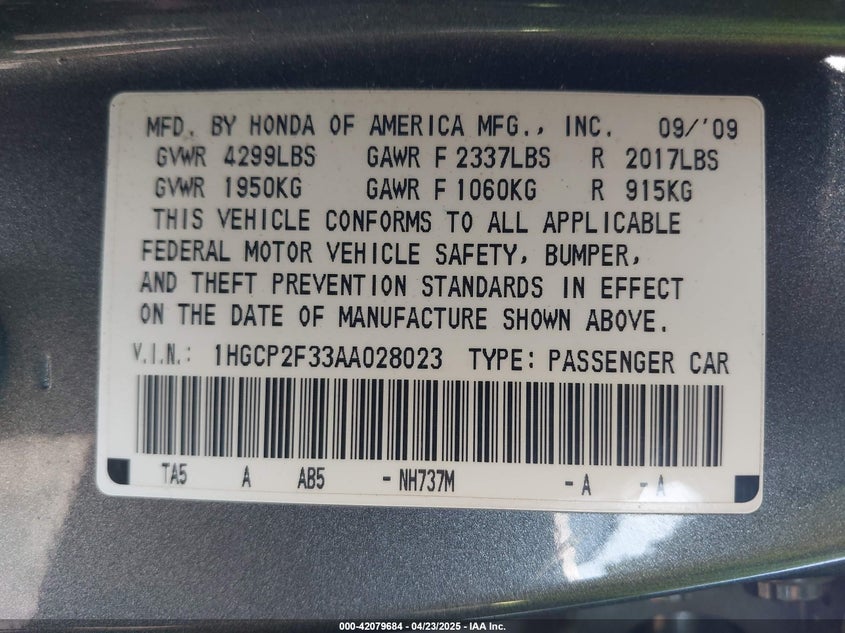 MFD. BY HONDA OF AMERICA MFG., INC. 09/'09
GVWR 4299LBS GAWR F 2337LBS R 2017LBS
GVWR 1950KG GAWR F 1060KG R 915KG
THIS VEHICLE CONFORMS TO ALL APPLICABLE
FEDERAL MOTOR VEHICLE SAFETY, BUMPER,
AND THEFT PREVENTION STANDARDS IN EFFECT
ON THE DATE OF MANUFACTURE SHOWN ABOVE.
V.I.N.: 1HGCP2F33AA028023 TYPE: PASSENGER CAR
TA5 A AB5 - NH737M - A - A
000-42079684 - 04/23/2025 - IAA Inc.